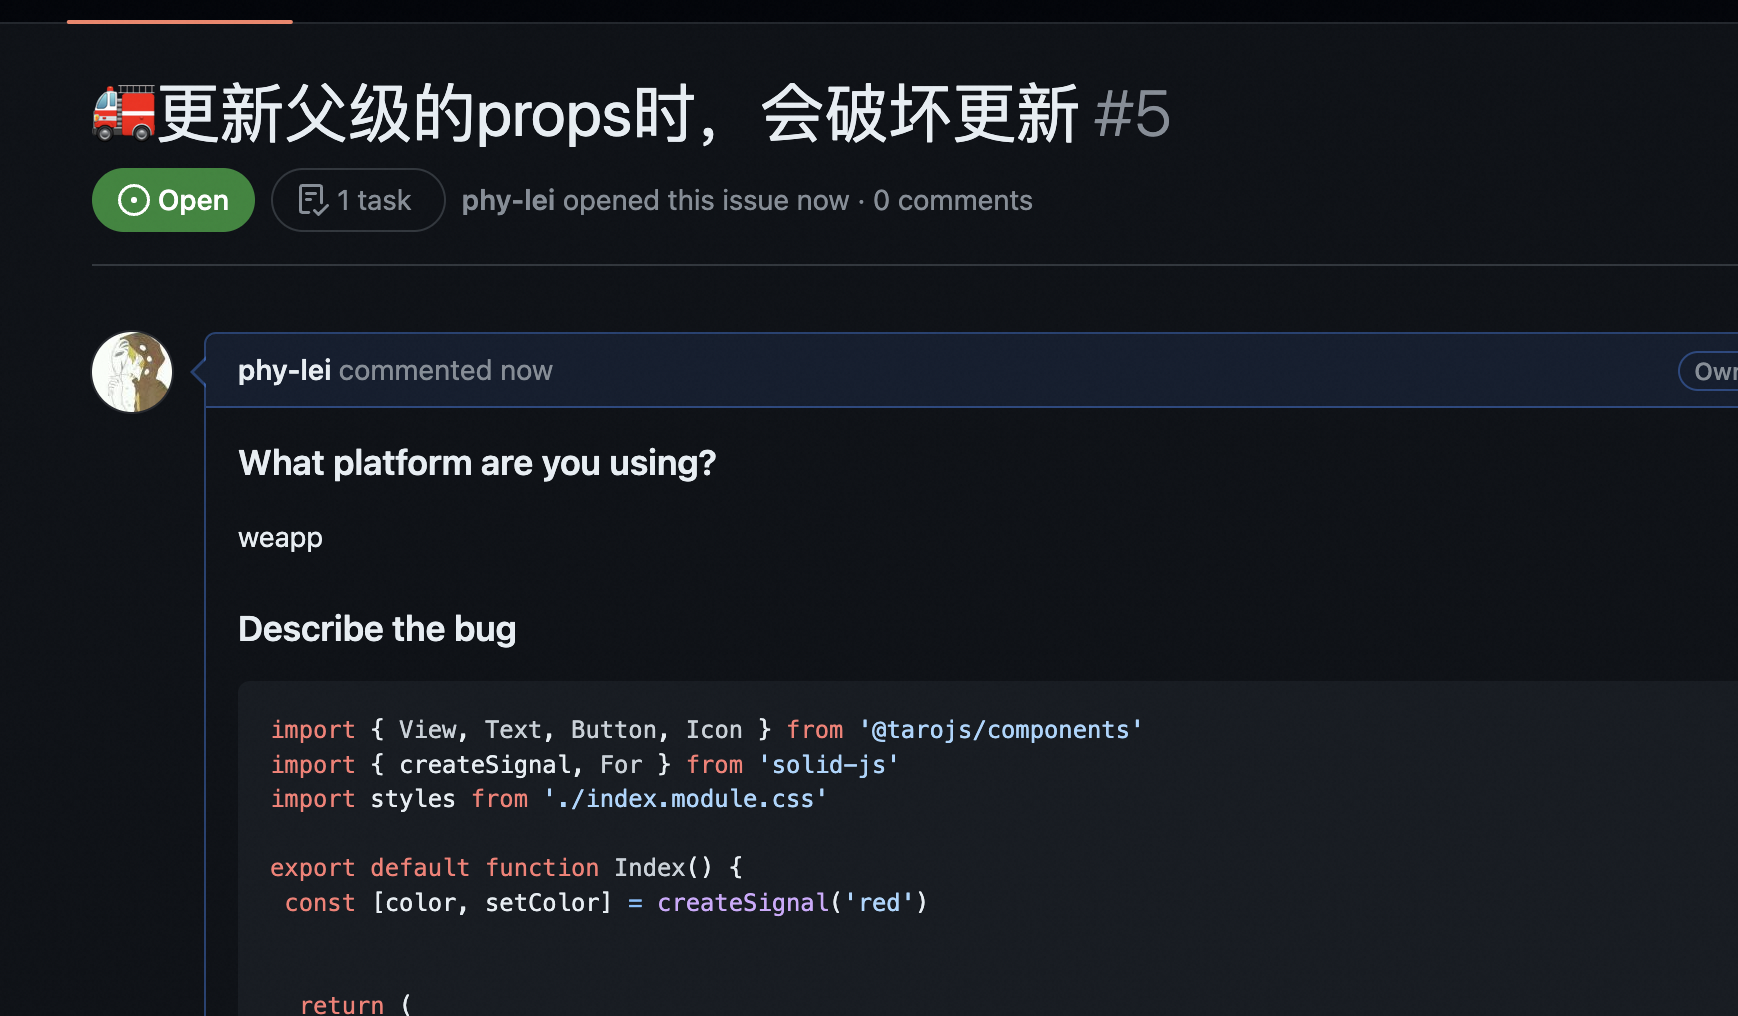 🚒更新父级的props时，会破坏更新 #5
Open 1 task phy-lei opened this issue now · 0 comments
phy-lei commented now
What platform are you using?
weapp
Describe the bug
import { View, Text, Button, Icon } from '@tarojs/components'
import { createSignal, For } from 'solid-js'
import styles from './index.module.css'
export default function Index() {
const [color, setColor] = createSignal('red')
return (